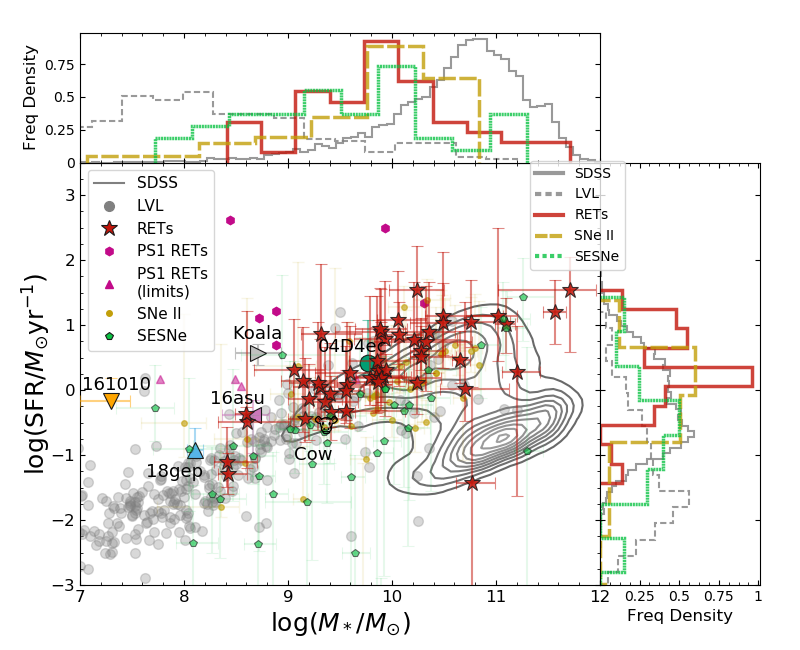 Freq Density
0.75
0.5
0.25
0
SDSS
LVL
RETs
PS1 RETs
PS1 RETs
(limits)
SNe II
SESNe
SDSS
LVL
RETs
SNe II
SESNe
log(SFR/M⊙yr⁻¹)
3
2
1
0
−1
−2
−3
Koala
04D4ec
161010
16asu
Cow
18gep
7
8
9
10
11
12
log(M*/M⊙)
0.25
0.5
0.75
1
Freq Density